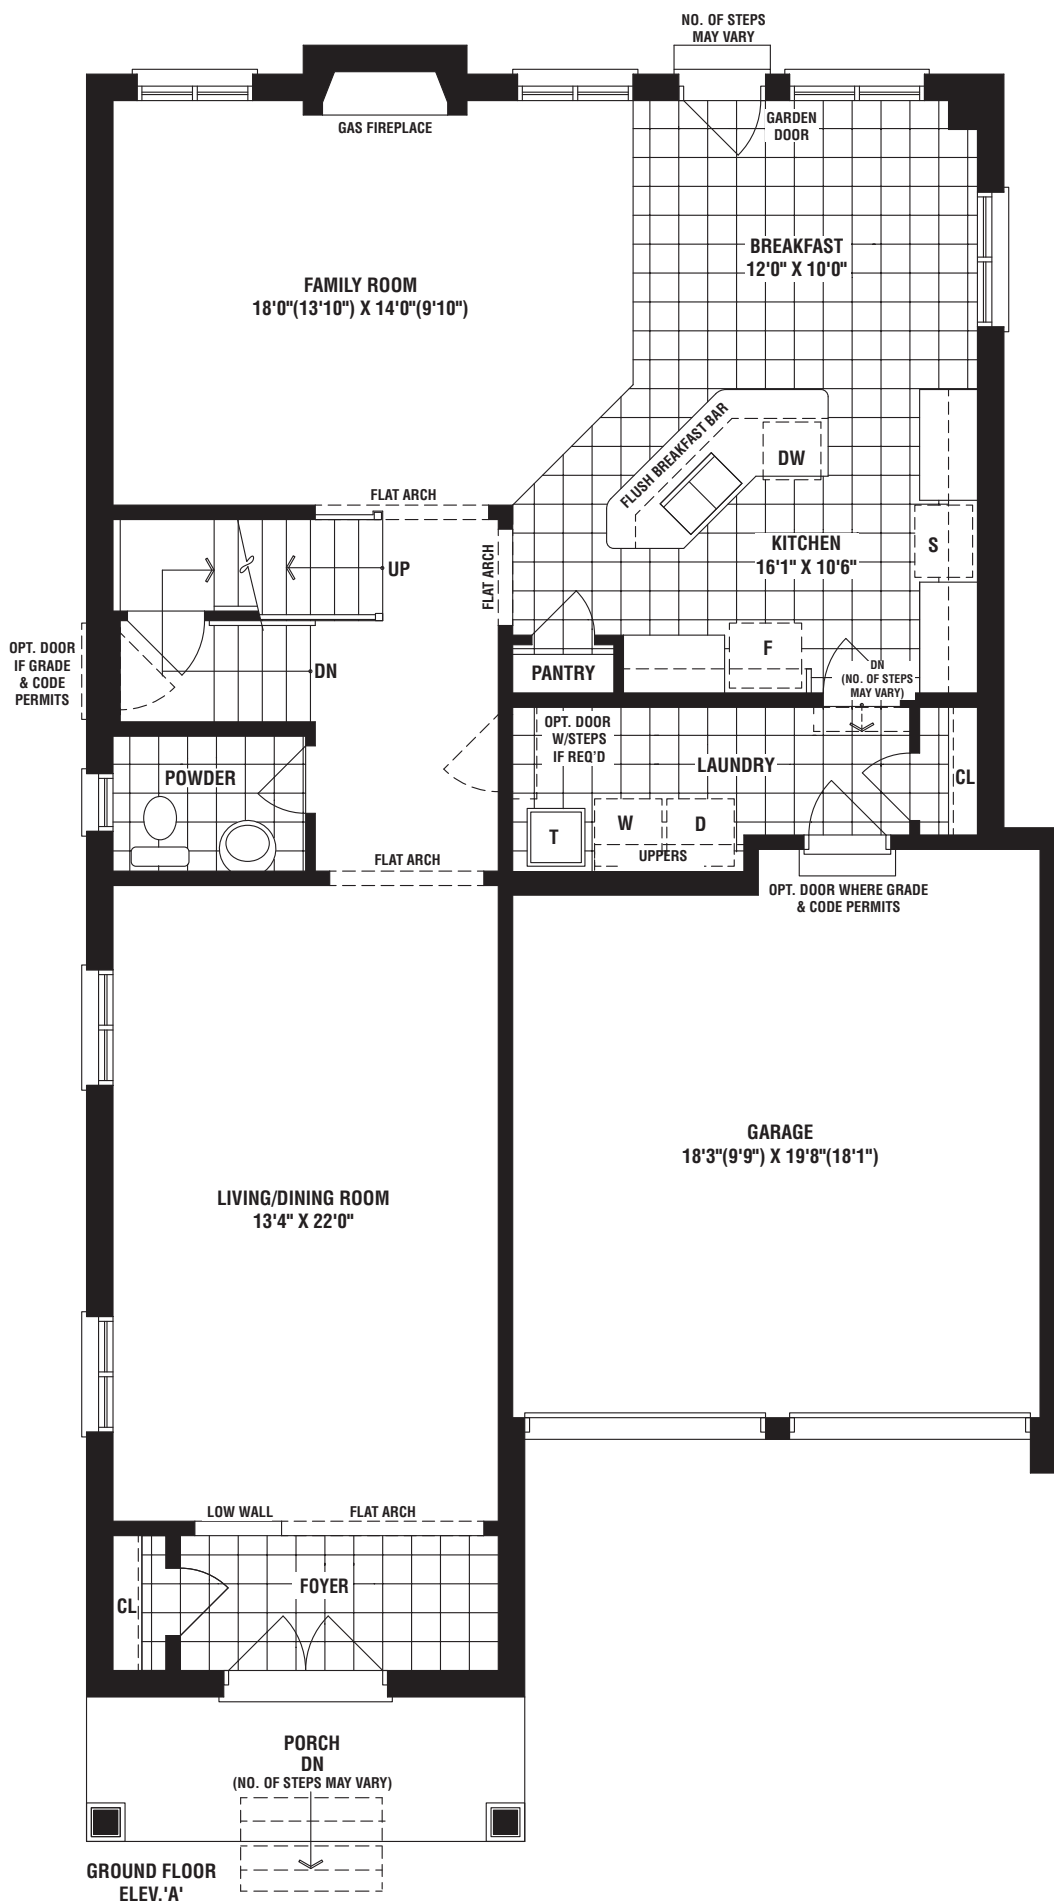 NO. OF STEPS
MAY VARY
GAS FIREPLACE
GARDEN
DOOR
BREAKFAST
12'0" X 10'0"
FAMILY ROOM
18'0"(13'10") X 14'0"(9'10")
FLUSH BREAKFAST BAR
DW
FLAT ARCH
KITCHEN
16'1" X 10'6"
S
UP
FLAT ARCH
OPT. DOOR
IF GRADE
& CODE
PERMITS
DN
PANTRY
F
DN
(NO. OF STEPS
MAY VARY)
OPT. DOOR
W/STEPS
IF REQ'D
LAUNDRY
CL
POWDER
T
W
D
UPPERS
FLAT ARCH
OPT. DOOR WHERE GRADE
& CODE PERMITS
GARAGE
18'3"(9'9") X 19'8"(18'1")
LIVING/DINING ROOM
13'4" X 22'0"
LOW WALL
FLAT ARCH
FOYER
CL
PORCH
DN
(NO. OF STEPS MAY VARY)
GROUND FLOOR
ELEV.'A'